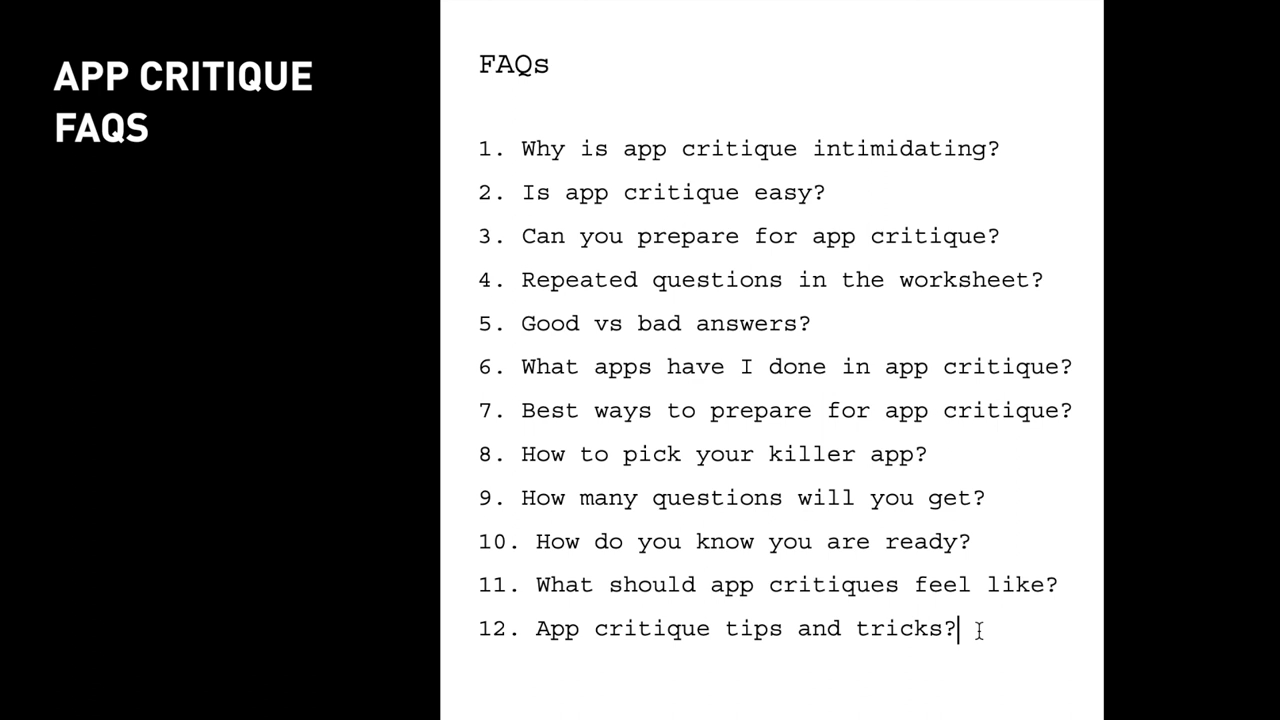 APP CRITIQUE
FAQS
FAQs
1. Why is app critique intimidating?
2. Is app critique easy?
3. Can you prepare for app critique?
4. Repeated questions in the worksheet?
5. Good vs bad answers?
6. What apps have I done in app critique?
7. Best ways to prepare for app critique?
8. How to pick your killer app?
9. How many questions will you get?
10. How do you know you are ready?
11. What should app critiques feel like?
12. App critique tips and tricks?